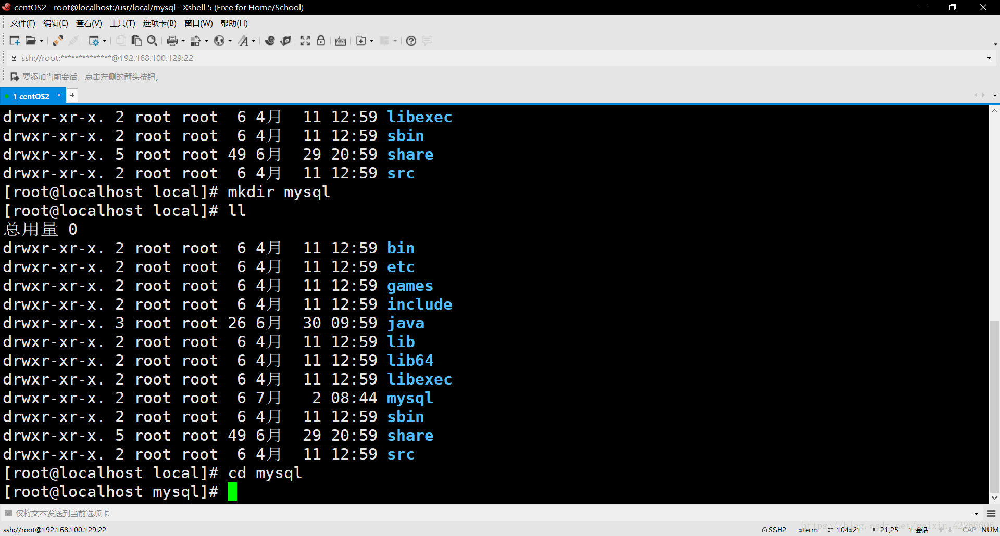 centOS2 - root@localhost:/usr/local/mysql - Xshell 5 (Free for Home/School)
文件(F) 编辑(E) 查看(V) 工具(T) 选项卡(B) 窗口(W) 帮助(H)
ssh://root:**************@192.168.100.129:22
要添加当前会话，点击左侧的箭头按钮。
1 centOS2 × +
drwxr-xr-x. 2 root root  6 4月  11 12:59 libexec
drwxr-xr-x. 2 root root  6 4月  11 12:59 sbin
drwxr-xr-x. 5 root root 49 6月  29 20:59 share
drwxr-xr-x. 2 root root  6 4月  11 12:59 src
[root@localhost local]# mkdir mysql
[root@localhost local]# ll
总用量 0
drwxr-xr-x. 2 root root  6 4月  11 12:59 bin
drwxr-xr-x. 2 root root  6 4月  11 12:59 etc
drwxr-xr-x. 2 root root  6 4月  11 12:59 games
drwxr-xr-x. 2 root root  6 4月  11 12:59 include
drwxr-xr-x. 3 root root 26 6月  30 09:59 java
drwxr-xr-x. 2 root root  6 4月  11 12:59 lib
drwxr-xr-x. 2 root root  6 4月  11 12:59 lib64
drwxr-xr-x. 2 root root  6 4月  11 12:59 libexec
drwxr-xr-x. 2 root root  6 7月   2 08:44 mysql
drwxr-xr-x. 2 root root  6 4月  11 12:59 sbin
drwxr-xr-x. 5 root root 49 6月  29 20:59 share
drwxr-xr-x. 2 root root  6 4月  11 12:59 src
[root@localhost local]# cd mysql
[root@localhost mysql]#
仅将文本发送到当前选项卡
https://blog.csdn.net/weixin_42266606
ssh://root@192.168.100.129:22 SSH2 xterm 104x21 21,25 1 会话 CAP NUM